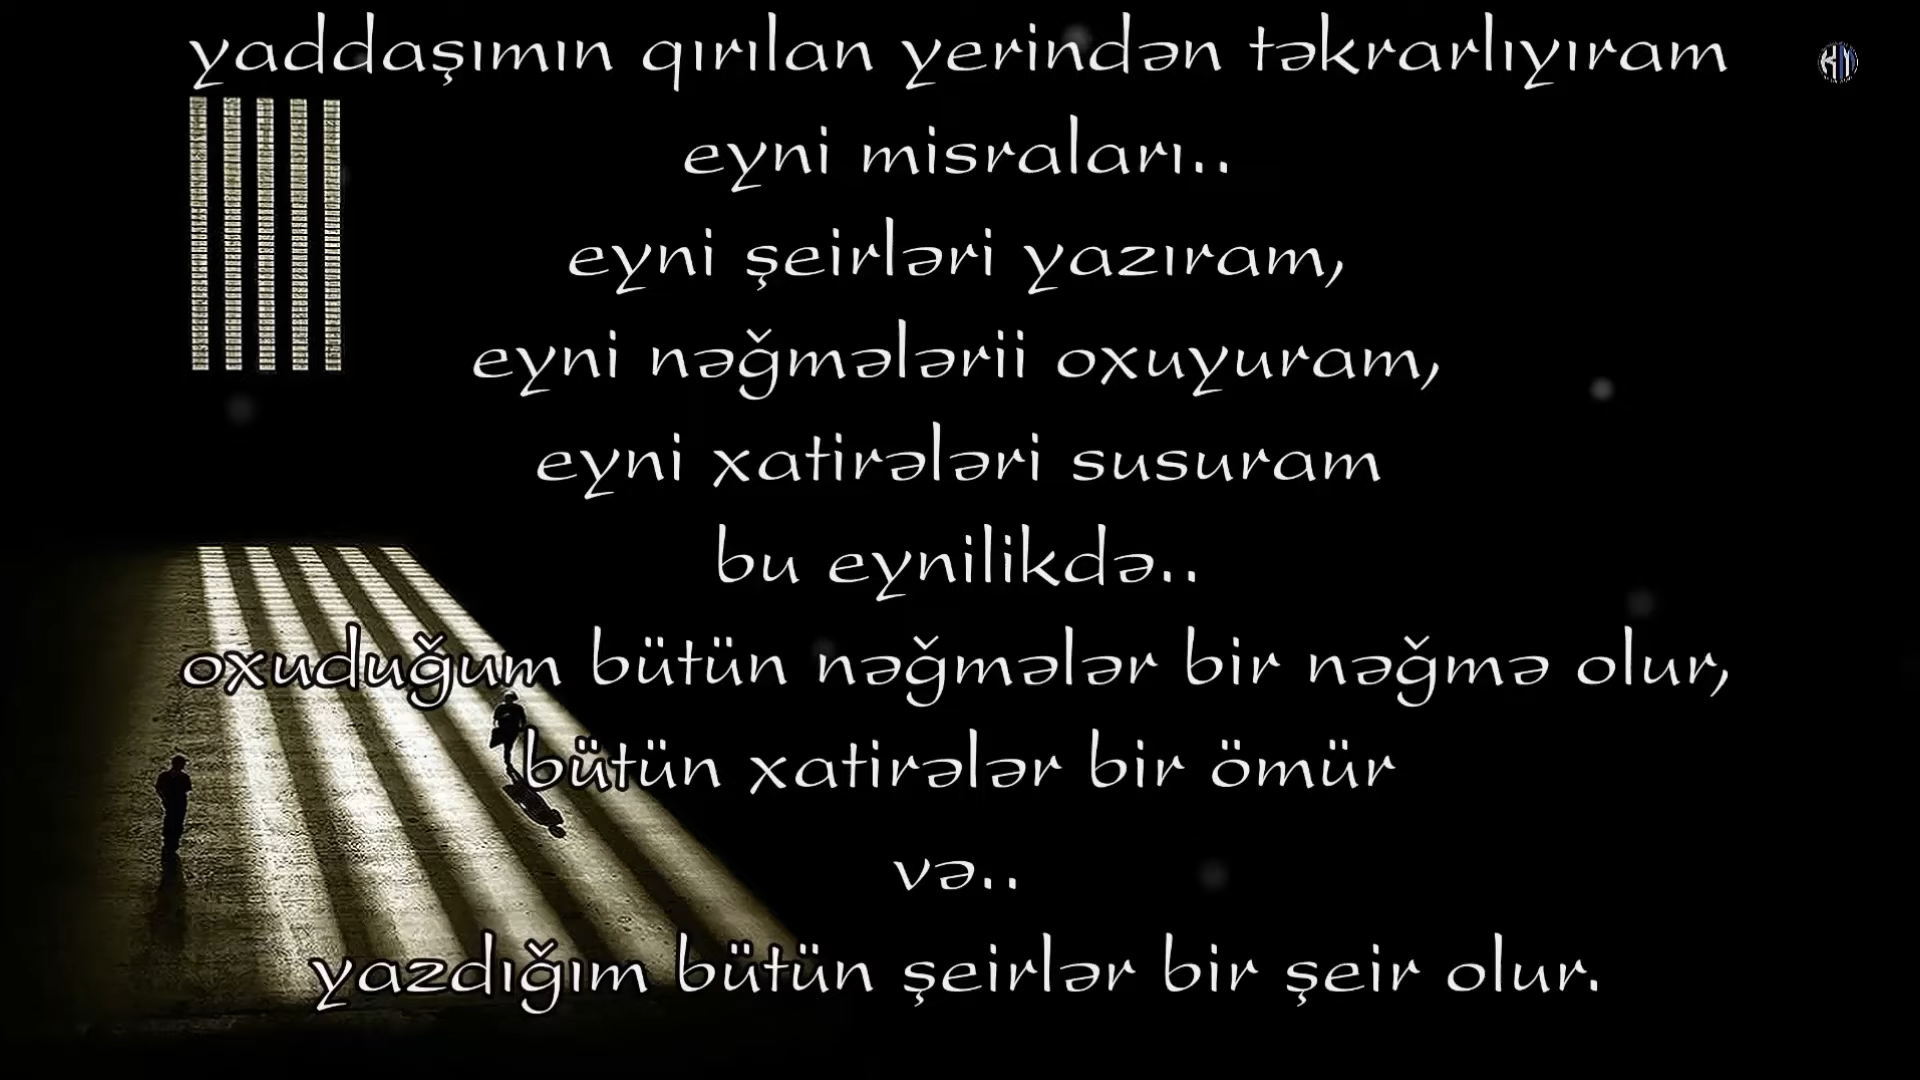 yaddaşımın qırılan yerindən təkrarlıyıram
eyni misraları..
eyni şeirləri yazıram,
eyni nəğmələrii oxuyuram,
eyni xatirələri susuram
bu eynilikdə..
oxuduğum bütün nəğmələr bir nəğmə olur,
bütün xatirələr bir ömür
və..
yazdığım bütün şeirlər bir şeir olur.